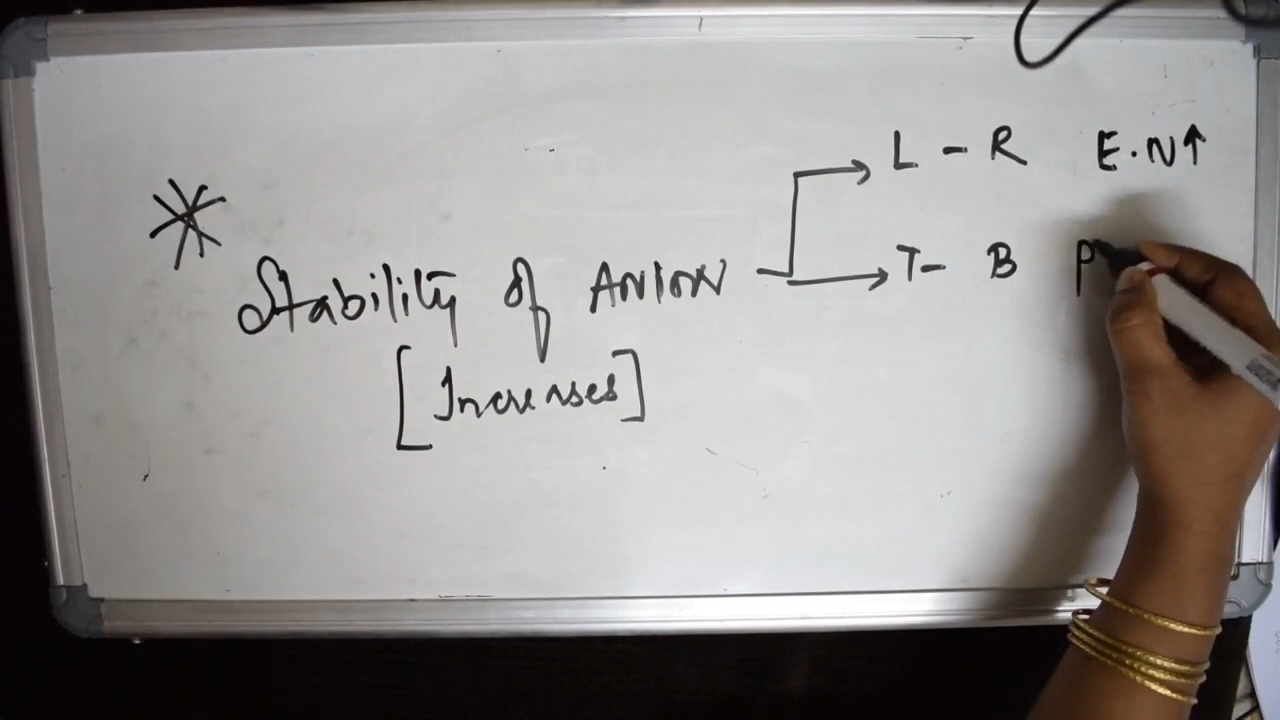 L - R E.N↑
T- B P
* Stability of ANION
[Increases]